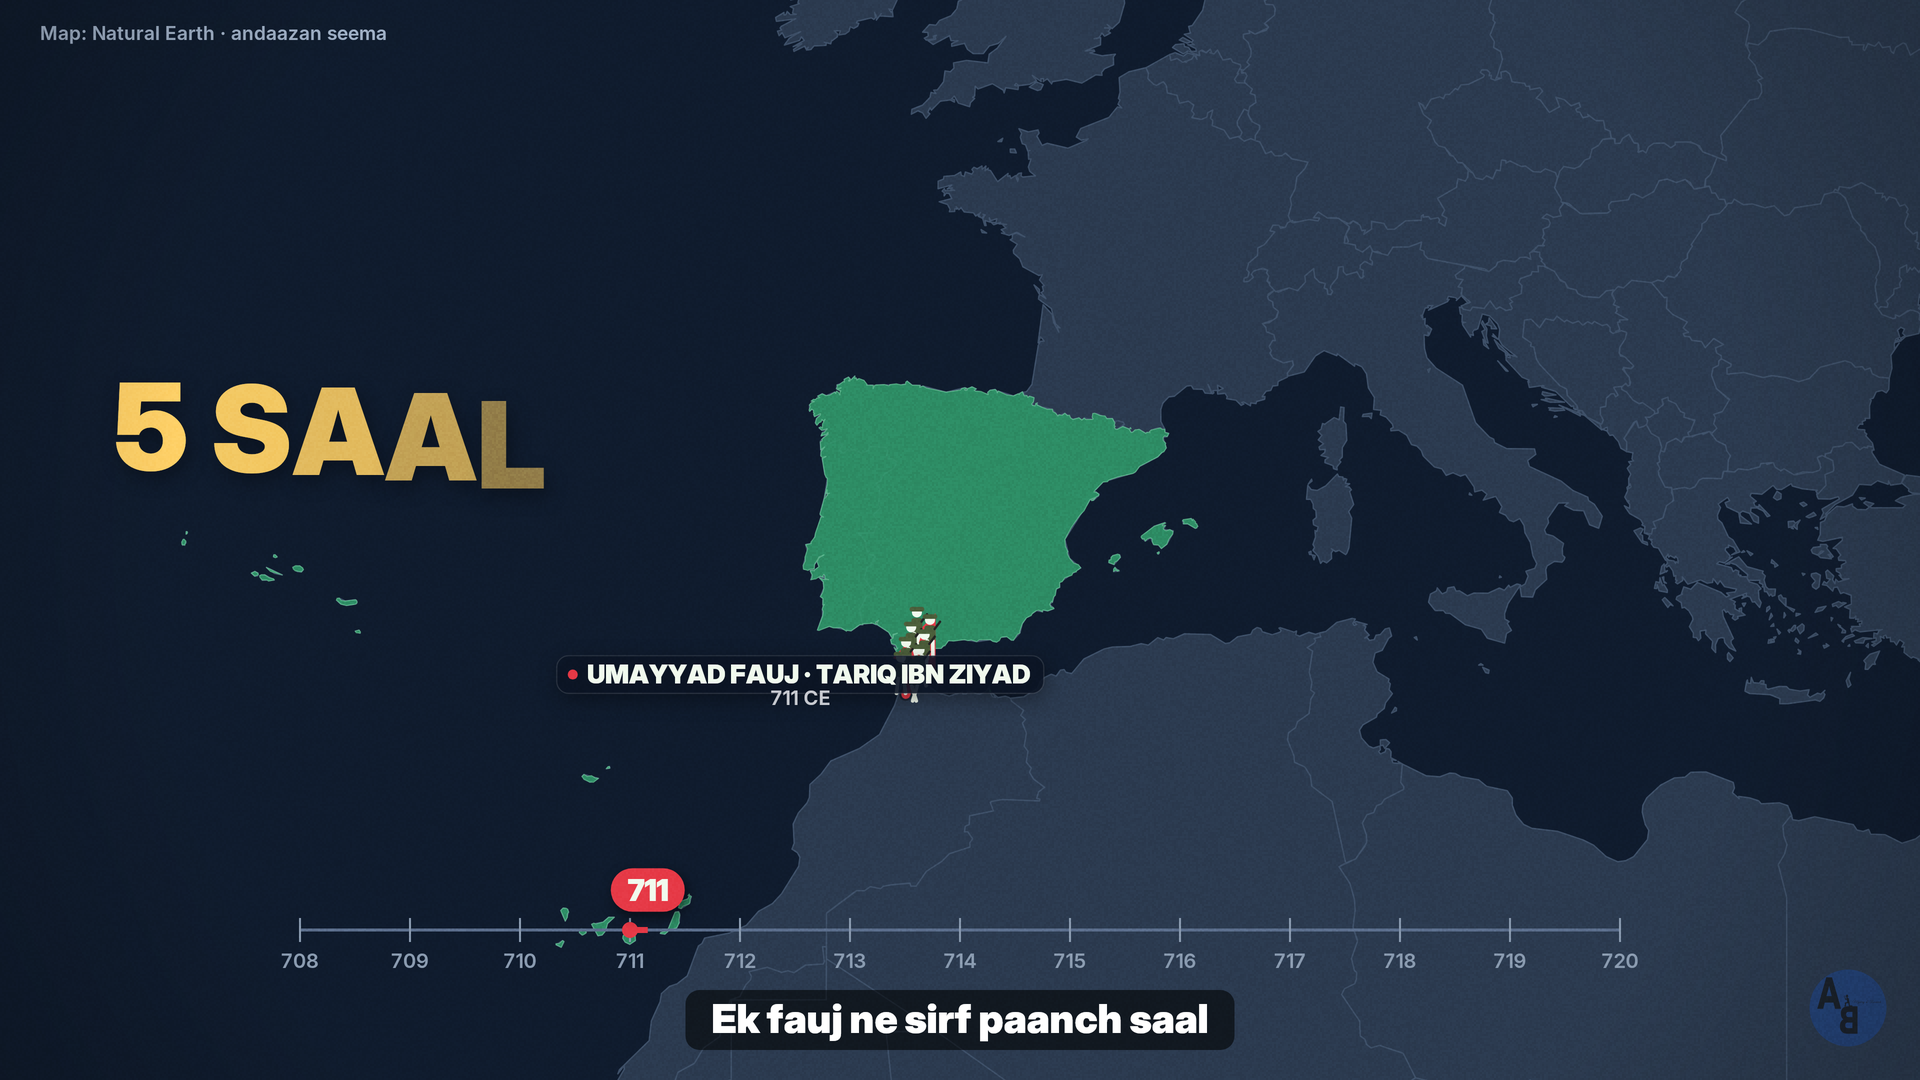 Map: Natural Earth · andaazan seema
5 SAAL
UMAYYAD FAUJ · TARIQ IBN ZIYAD
711 CE
711
708 709 710 711 712 713 714 715 716 717 718 719 720
Ek fauj ne sirf paanch saal
A
B